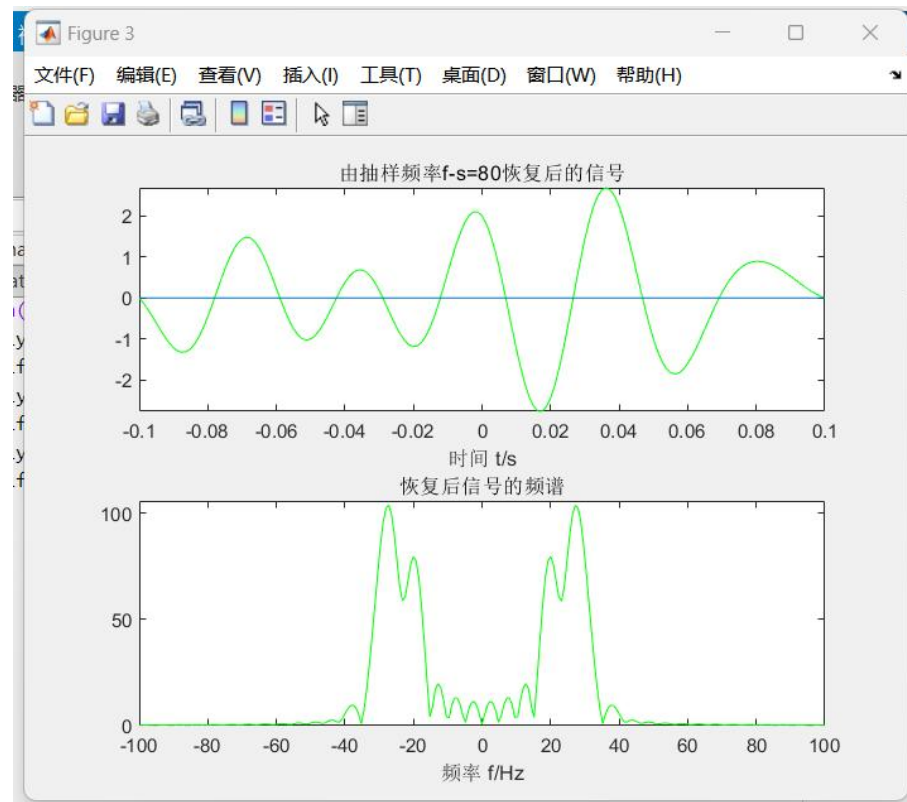 Figure 3
文件(F) 编辑(E) 查看(V) 插入(I) 工具(T) 桌面(D) 窗口(W) 帮助(H)
器
由抽样频率f-s=80恢复后的信号
2
1
0
-1
-2
-0.1 -0.08 -0.06 -0.04 -0.02 0 0.02 0.04 0.06 0.08 0.1
时间 t/s
恢复后信号的频谱
100
50
0
-100 -80 -60 -40 -20 0 20 40 60 80 100
频率 f/Hz